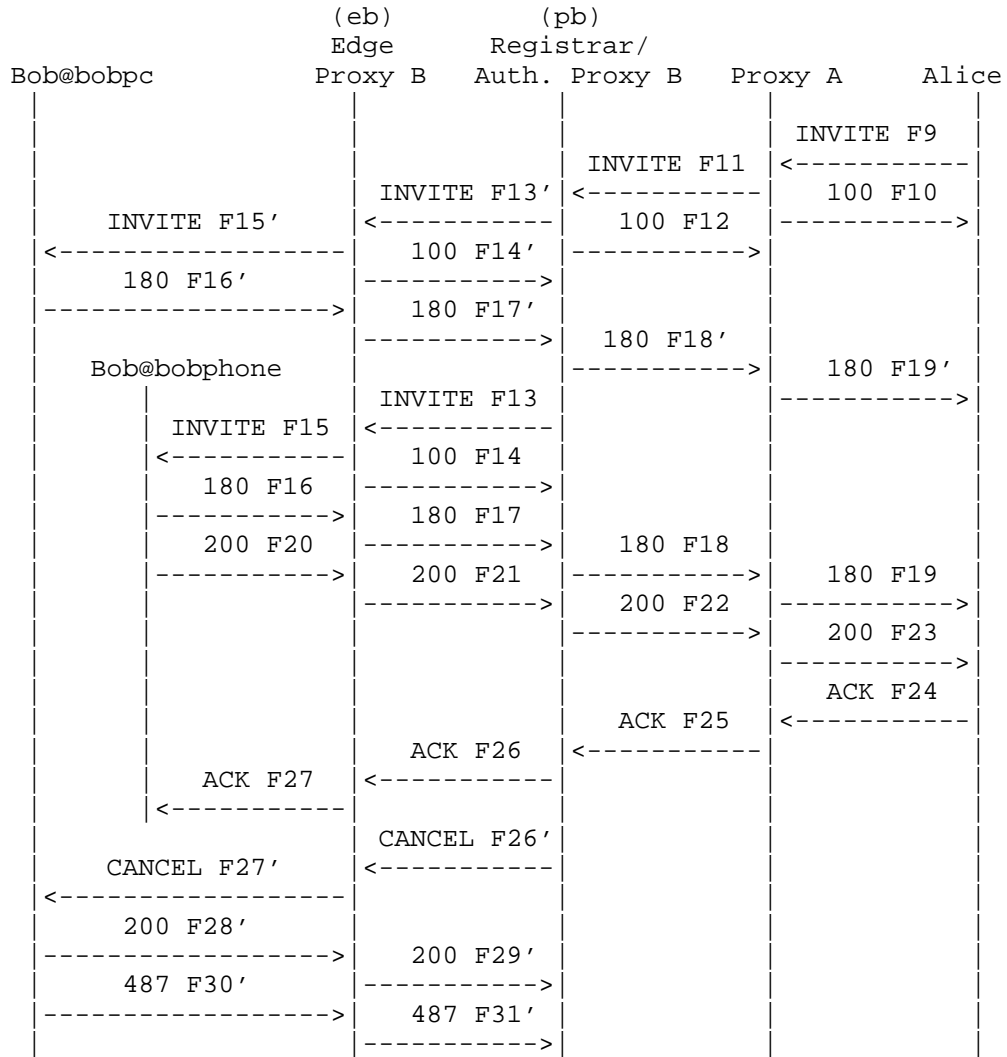 (eb) (pb)
Edge Registrar/
Bob@bobpc Proxy B Auth. Proxy B Proxy A Alice
INVITE F9
INVITE F11
INVITE F13' 100 F10
INVITE F15' 100 F12
100 F14'
180 F16'
180 F17'
180 F18'
Bob@bobphone 180 F19'
INVITE F13
INVITE F15
100 F14
180 F16
180 F17
200 F20 180 F18
200 F21 180 F19
200 F22
200 F23
ACK F24
ACK F25
ACK F26
ACK F27
CANCEL F26'
CANCEL F27'
200 F28'
200 F29'
487 F30'
487 F31'